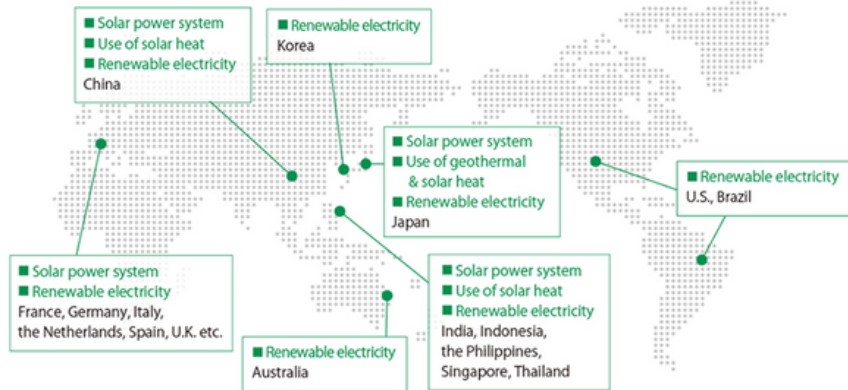 ■ Solar power system
■ Use of solar heat
■ Renewable electricity
China
■ Renewable electricity
Korea
■ Solar power system
■ Use of geothermal
& solar heat
■ Renewable electricity
Japan
■ Renewable electricity
U.S., Brazil
■ Solar power system
■ Renewable electricity
France, Germany, Italy,
the Netherlands, Spain, U.K. etc.
■ Renewable electricity
Australia
■ Solar power system
■ Use of solar heat
■ Renewable electricity
India, Indonesia,
the Philippines,
Singapore, Thailand